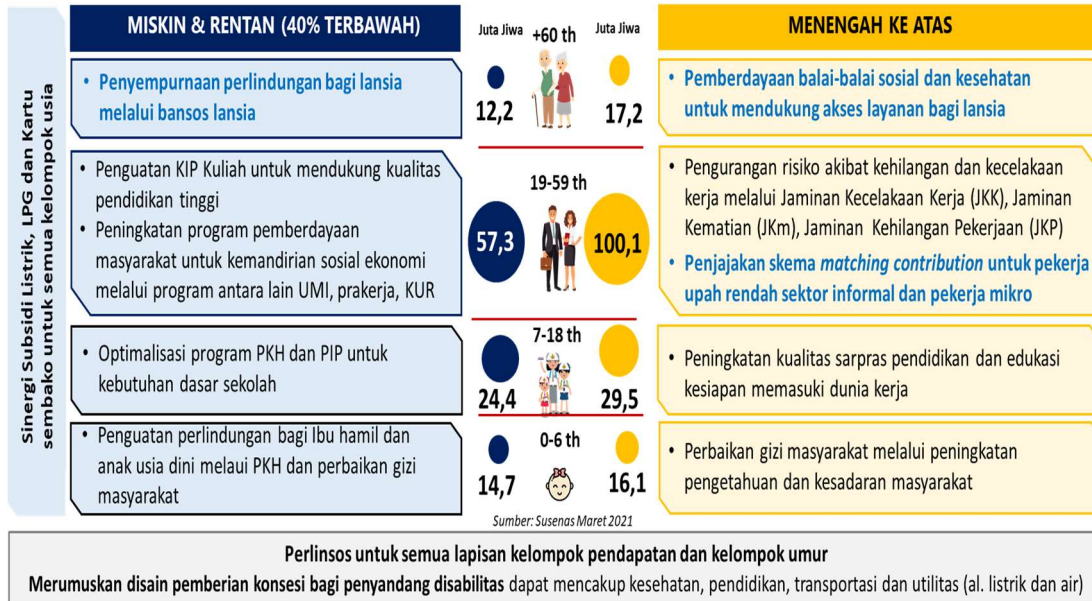 Sinergi Subsidi Listrik, LPG dan Kartu
sembako untuk semua kelompok usia
MISKIN & RENTAN (40% TERBAWAH)
Juta Jiwa
+60 th
Juta Jiwa
MENENGAH KE ATAS
• Penyempurnaan perlindungan bagi lansia
melalui bansos lansia
12,2
17,2
• Pemberdayaan balai-balai sosial dan kesehatan
untuk mendukung akses layanan bagi lansia
• Penguatan KIP Kuliah untuk mendukung kualitas
pendidikan tinggi
• Peningkatan program pemberdayaan
masyarakat untuk kemandirian sosial ekonomi
melalui program antara lain UMI, prakerja, KUR
19-59 th
57,3
100,1
• Pengurangan risiko akibat kehilangan dan kecelakaan
kerja melalui Jaminan Kecelakaan Kerja (JKK), Jaminan
Kematian (JKm), Jaminan Kehilangan Pekerjaan (JKP)
• Penjajakan skema matching contribution untuk pekerja
upah rendah sektor informal dan pekerja mikro
• Optimalisasi program PKH dan PIP untuk
kebutuhan dasar sekolah
7-18 th
24,4
29,5
• Peningkatan kualitas sarpras pendidikan dan edukasi
kesiapan memasuki dunia kerja
• Penguatan perlindungan bagi Ibu hamil dan
anak usia dini melaui PKH dan perbaikan gizi
masyarakat
0-6 th
14,7
16,1
• Perbaikan gizi masyarakat melalui peningkatan
pengetahuan dan kesadaran masyarakat
Sumber: Susenas Maret 2021
Perlinsos untuk semua lapisan kelompok pendapatan dan kelompok umur
Merumuskan disain pemberian konsesi bagi penyandang disabilitas dapat mencakup kesehatan, pendidikan, transportasi dan utilitas (al. listrik dan air)